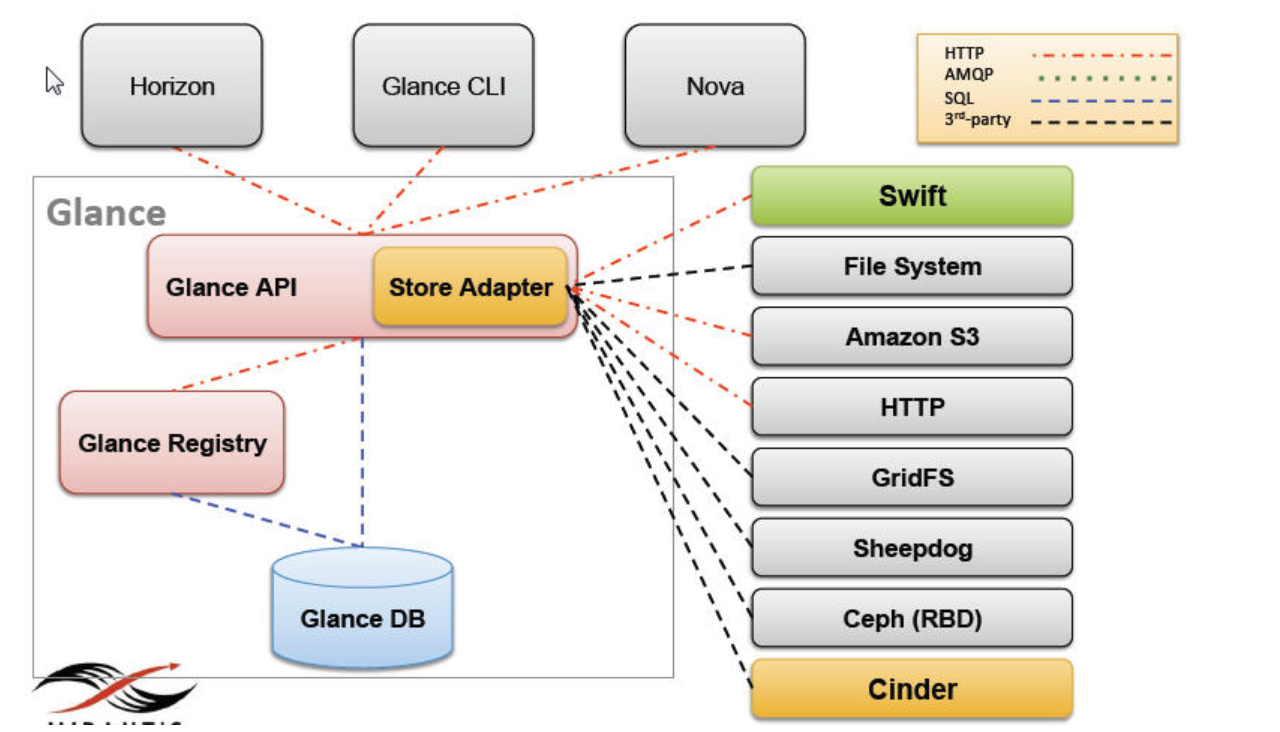 Horizon
Glance CLI
Nova
HTTP
AMQP
SQL
3rd-party
Glance
Glance API
Store Adapter
Glance Registry
Glance DB
Swift
File System
Amazon S3
HTTP
GridFS
Sheepdog
Ceph (RBD)
Cinder